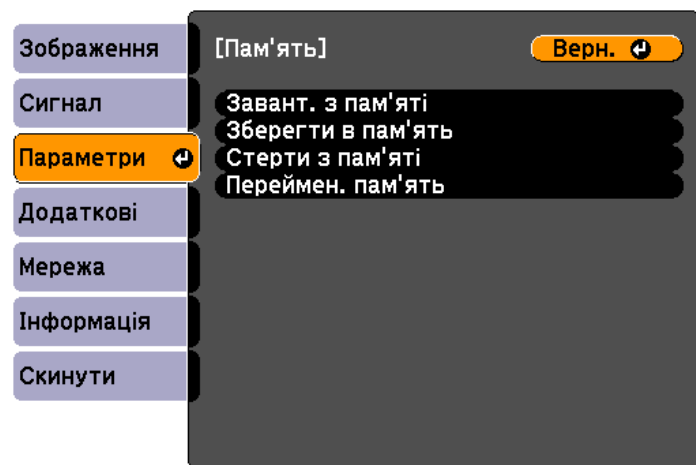 Зображення
Сигнал
Параметри
Додаткові
Мережа
Інформація
Скинути
[Пам'ять]
Верн.
Завант. з пам'яті
Зберегти в пам'ять
Стерти з пам'яті
Переймен. пам'ять